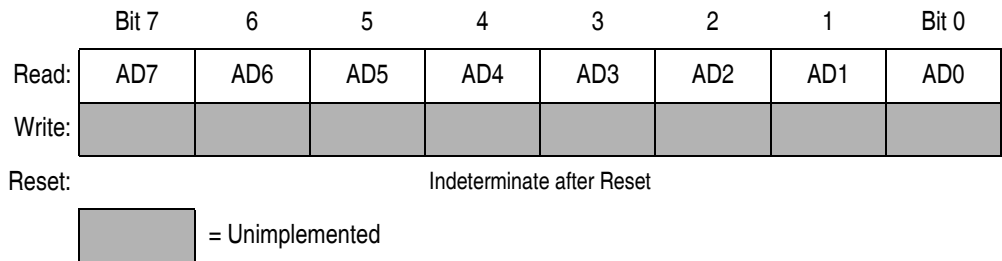 Bit 7 6 5 4 3 2 1 Bit 0
Read: AD7 AD6 AD5 AD4 AD3 AD2 AD1 AD0
Write:
Reset: Indeterminate after Reset
= Unimplemented